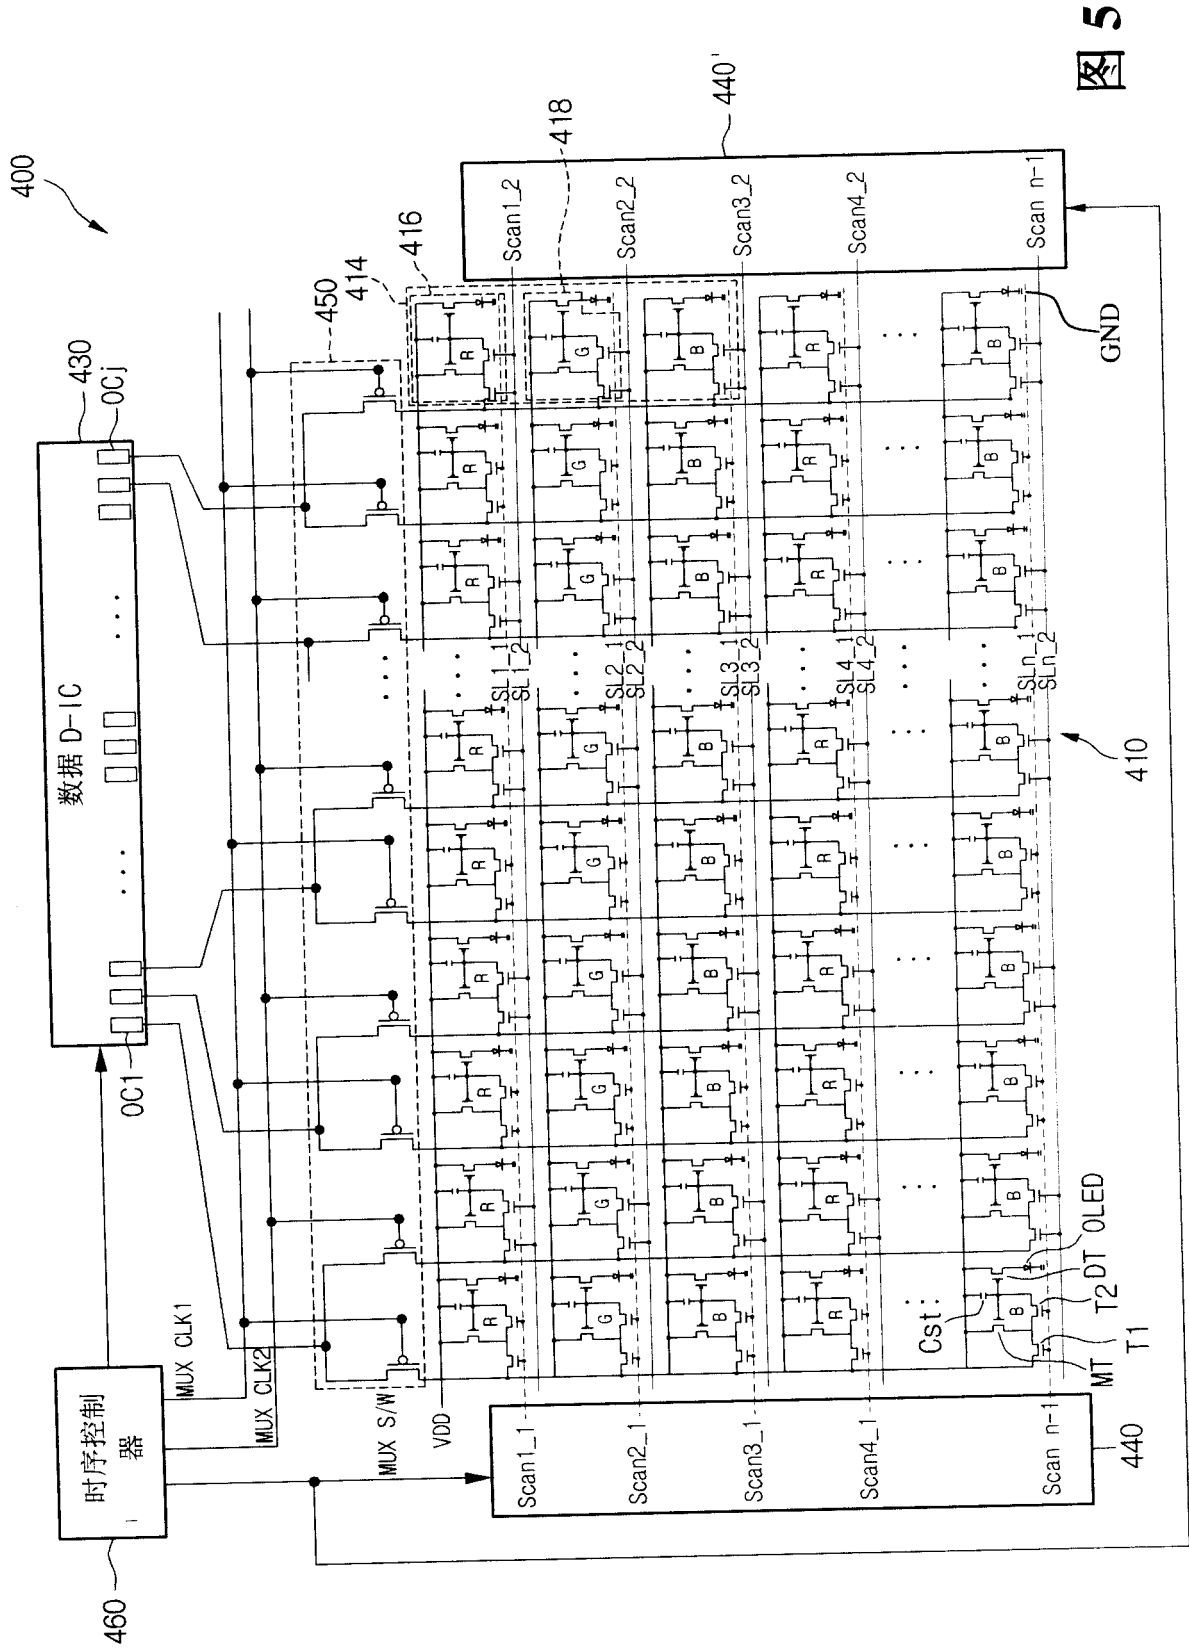 400
430
数据 D-IC
OC1
OCj
• • •
• • •
460
时序控制
器
MUX CLK1
MUX CLK2
MUX S/W
450
414
416
418
VDD
440
Scan1_1
Scan2_1
Scan3_1
Scan4_1
Scan n-1
440'
Scan1_2
Scan2_2
Scan3_2
Scan4_2
Scan n-1
R R R R R R R R R
G G G G G G G G G
B B B B B B B B B
R R R R R R R R R
B B B B B B B B B
SL1_1
SL1_2
SL2_1
SL2_2
SL3_1
SL3_2
SL4_1
SL4_2
SLn_1
SLn_2
Cst
MT
T1
T2
DT
OLED
410
GND
图 5